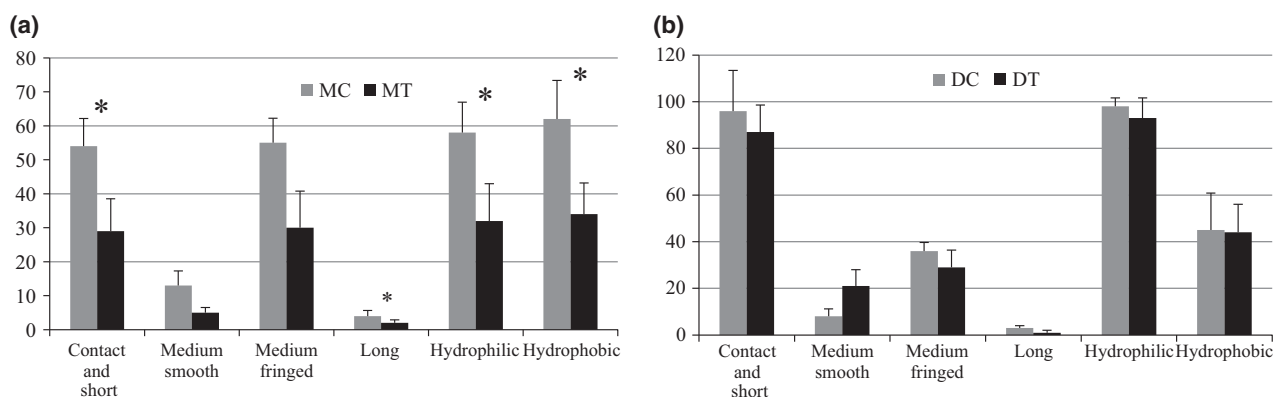 (a)
80
70
60
50
40
30
20
10
0
MC MT
* * * *
Contact and short
Medium smooth
Medium fringed
Long
Hydrophilic
Hydrophobic
(b)
120
100
80
60
40
20
0
DC DT
Contact and short
Medium smooth
Medium fringed
Long
Hydrophilic
Hydrophobic